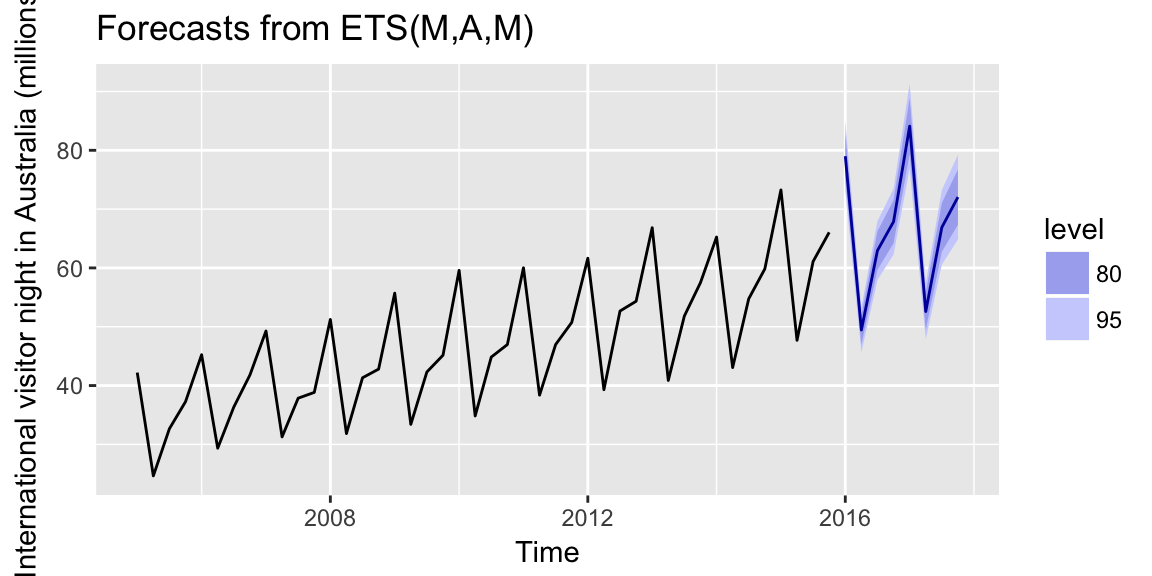 Forecasts from ETS(M,A,M)
International visitor night in Australia (millions
80
60
40
2008
2012
2016
Time
level
80
95